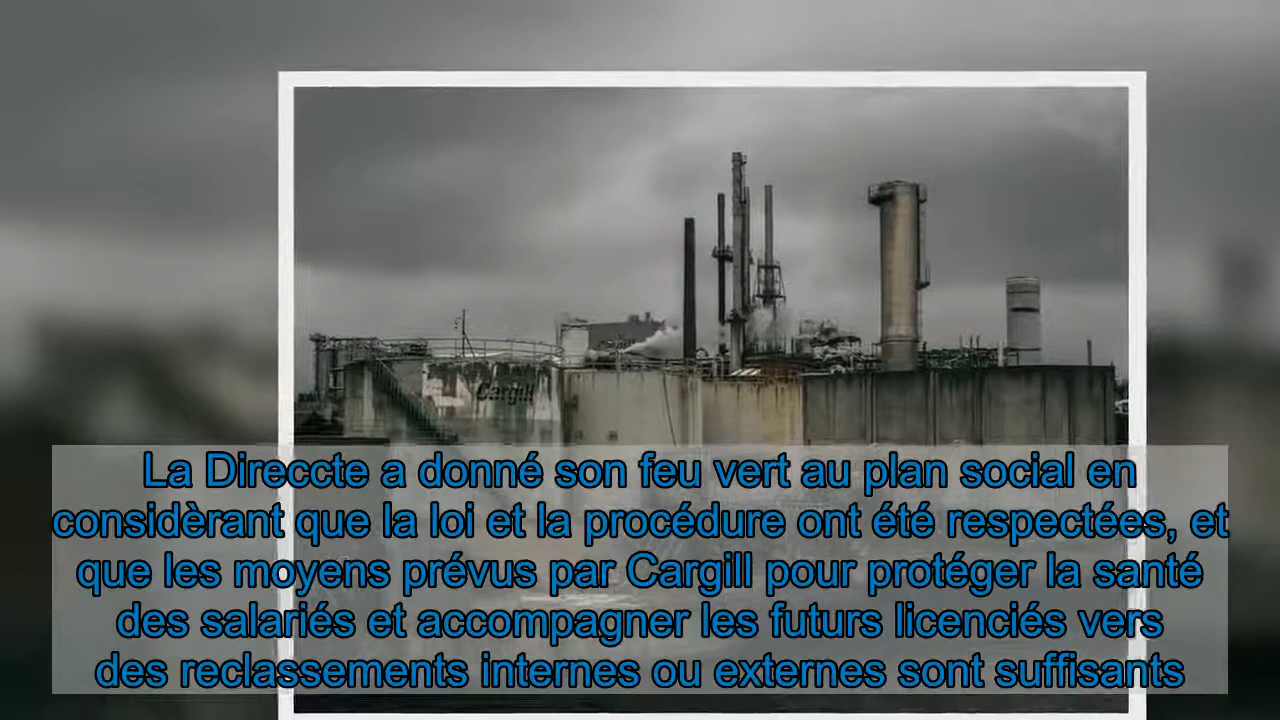 Cargill
La Direccte a donné son feu vert au plan social en
considèrant que la loi et la procédure ont été respectées, et
que les moyens prévus par Cargill pour protéger la santé
des salariés et accompagner les futurs licenciés vers
des reclassements internes ou externes sont suffisants